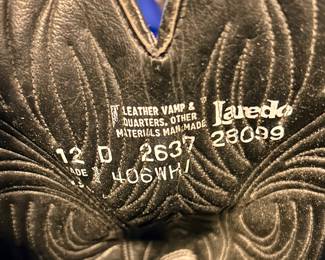 LEATHER VAMP &
QUARTERS, OTHER
MATERIALS MAN MADE
Laredo
12 D 2637 28099
406WH/